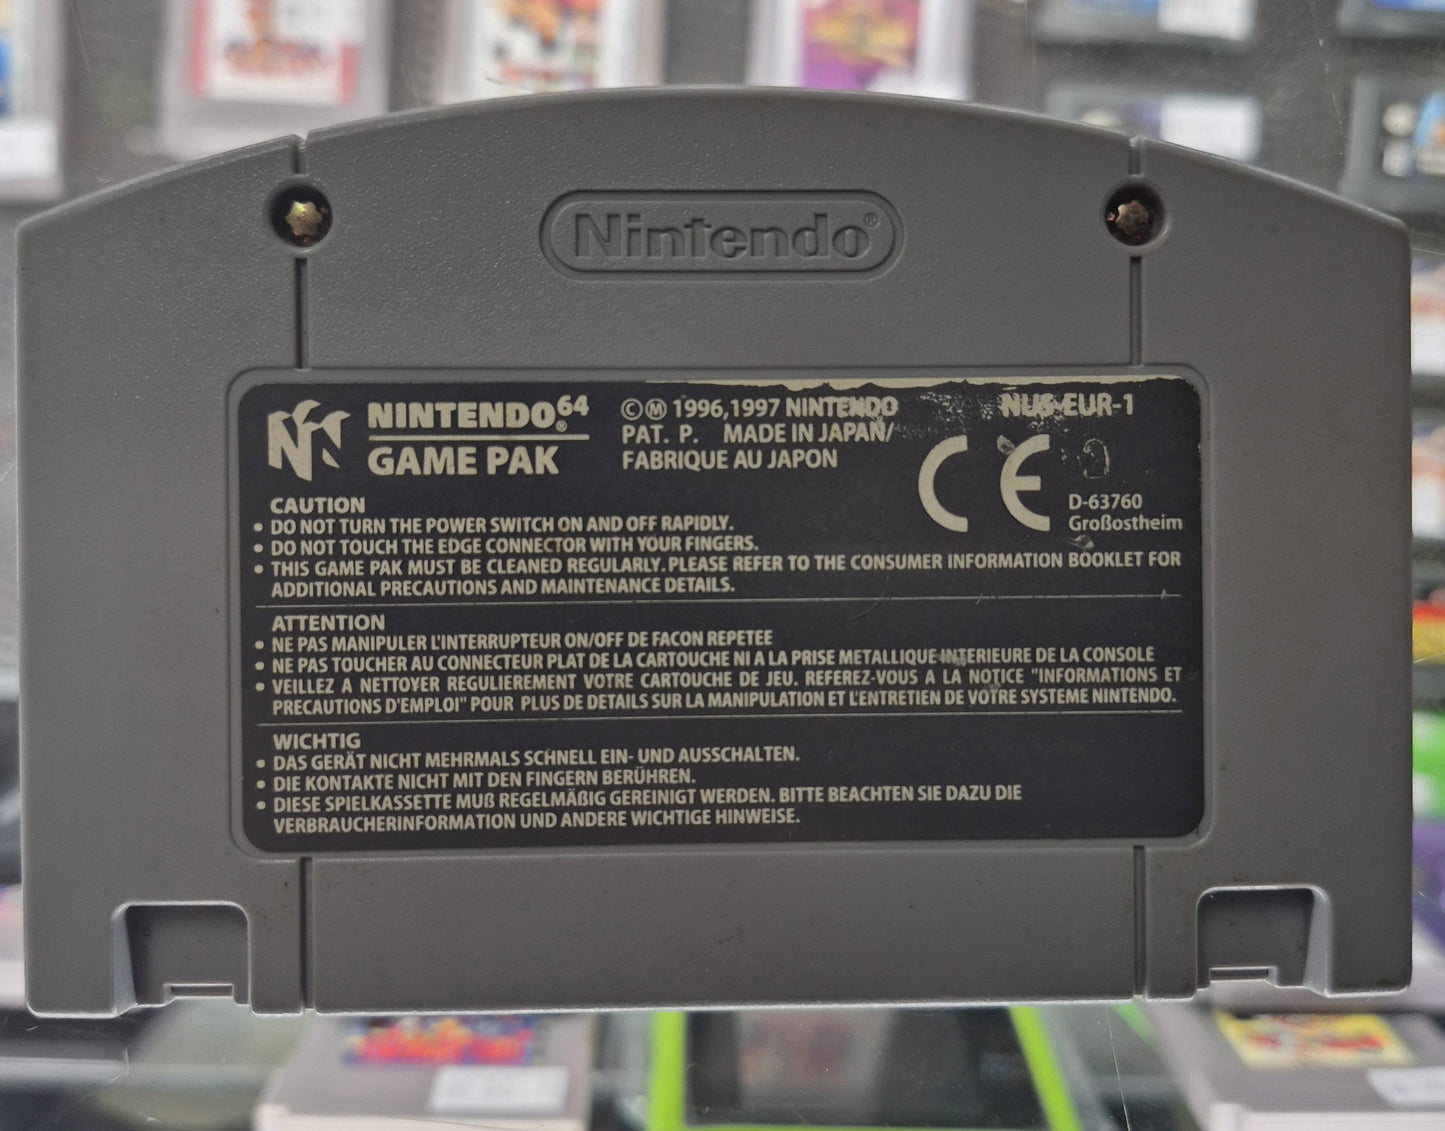 Nintendo®
NINTENDO®64
GAME PAK
©Ⓜ 1996,1997 NINTENDO
PAT. P. MADE IN JAPAN/
FABRIQUE AU JAPON
NUS-EUR-1
CE
D-63760
Großostheim
CAUTION
• DO NOT TURN THE POWER SWITCH ON AND OFF RAPIDLY.
• DO NOT TOUCH THE EDGE CONNECTOR WITH YOUR FINGERS.
• THIS GAME PAK MUST BE CLEANED REGULARLY. PLEASE REFER TO THE CONSUMER INFORMATION BOOKLET FOR
ADDITIONAL PRECAUTIONS AND MAINTENANCE DETAILS.
ATTENTION
• NE PAS MANIPULER L'INTERRUPTEUR ON/OFF DE FACON REPETEE
• NE PAS TOUCHER AU CONNECTEUR PLAT DE LA CARTOUCHE NI A LA PRISE METALLIQUE INTERIEURE DE LA CONSOLE
• VEILLEZ A NETTOYER REGULIEREMENT VOTRE CARTOUCHE DE JEU. REFEREZ-VOUS A LA NOTICE "INFORMATIONS ET
PRECAUTIONS D'EMPLOI" POUR PLUS DE DETAILS SUR LA MANIPULATION ET L'ENTRETIEN DE VOTRE SYSTEME NINTENDO.
WICHTIG
• DAS GERÄT NICHT MEHRMALS SCHNELL EIN- UND AUSSCHALTEN.
• DIE KONTAKTE NICHT MIT DEN FINGERN BERÜHREN.
• DIESE SPIELKASSETTE MUß REGELMÄßIG GEREINIGT WERDEN. BITTE BEACHTEN SIE DAZU DIE
VERBRAUCHERINFORMATION UND ANDERE WICHTIGE HINWEISE.